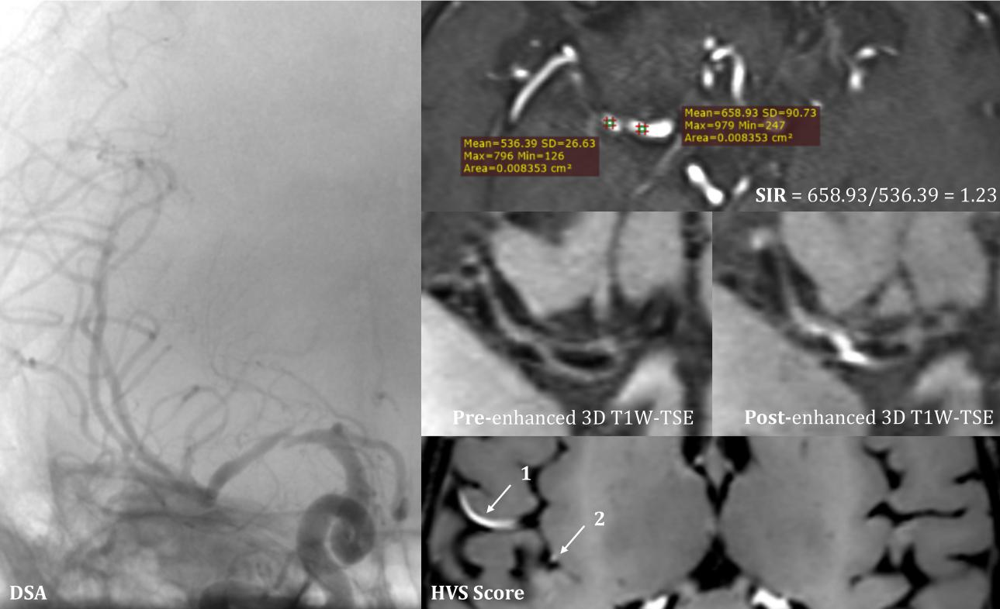 Mean=658.93 SD=90.73
Max=979 Min=247
Area=0.008353 cm²
Mean=536.39 SD=26.63
Max=796 Min=126
Area=0.008353 cm²
SIR = 658.93/536.39 = 1.23
Pre-enhanced 3D T1W-TSE
Post-enhanced 3D T1W-TSE
1
2
DSA
HVS Score